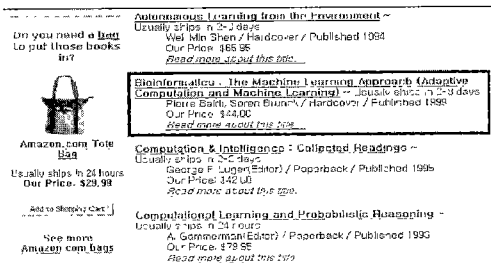 Do you need a bag
to put those books
in?
Amazon.com Tote
Bag
Usually ships in 24 hours
Our Price: $29.99
Add to Shopping Cart
See more
Amazon.com bags
Autonomous Learning from the Environment ~
Usually ships in 2-3 days
Wei-Min Shen / Hardcover / Published 1994
Our Price: $65.95
Read more about this title...
Bioinformatics : The Machine Learning Approach (Adaptive
Computation and Machine Learning) ~ Usually ships in 2-3 days
Pierre Baldi, Soren Brunak / Hardcover / Published 1998
Our Price: $44.00
Read more about this title...
Computation & Intelligence : Collected Readings ~
Usually ships in 2-3 days
George F. Luger(Editor) / Paperback / Published 1995
Our Price: $42.00
Read more about this title...
Computational Learning and Probabilistic Reasoning ~
Usually ships in 24 hours
A. Gammerman(Editor) / Paperback / Published
Our Price: $79.95
Read more about this title